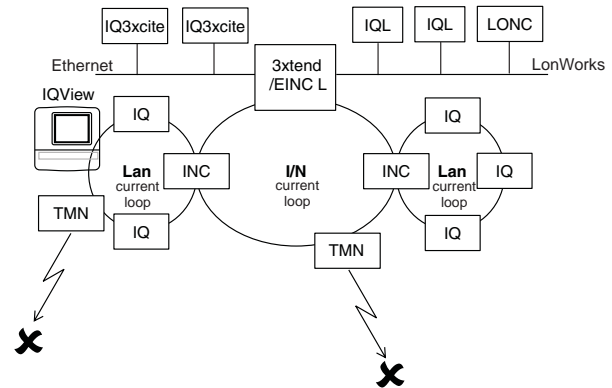 IQ3xcite
IQ3xcite
IQL
IQL
LONC
Ethernet
3xtend
/EINC L
LonWorks
IQView
IQ
IQ
Lan
current
loop
INC
I/N
current
loop
INC
Lan
current
loop
IQ
TMN
IQ
IQ
TMN